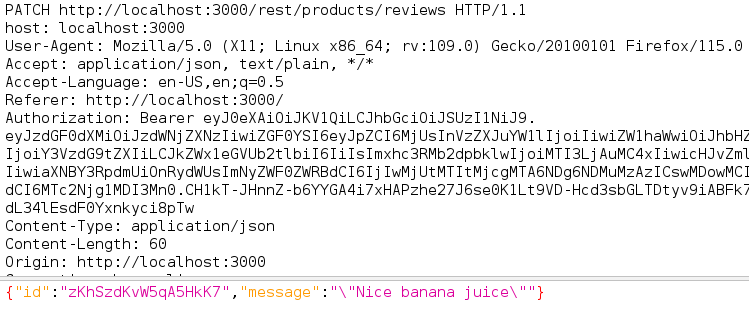 PATCH http://localhost:3000/rest/products/reviews HTTP/1.1
host: localhost:3000
User-Agent: Mozilla/5.0 (X11; Linux x86_64; rv:109.0) Gecko/20100101 Firefox/115.0
Accept: application/json, text/plain, */*
Accept-Language: en-US,en;q=0.5
Referer: http://localhost:3000/
Authorization: Bearer eyJ0eXAiOiJKV1QiLCJhbGciOiJSUzI1NiJ9.
eyJzdGF0dXMiOiJzdWNjZXNzIiwiZGF0YSI6eyJpZCI6MjUsInVzZXJuYW1lIjoiIiwiZW1haWwiOiJhbHZ
IjoiY3VzdG9tZXIiLCJkZWx1eGVUb2tlbiI6IiIsImxhc3RMb2dpbklwIjoiMTI3LjAuMC4xIiwicHJvZml
IiwiaXNBY3RpdmUiOnRydWUsImNyZWF0ZWRBdCI6IjIwMjUtMTItMjcgMTA6NDg6NDMuMzAzICswMDowMCI
dCI6MTc2Njg1MDI3Mn0.CH1kT-JHnnZ-b6YYGA4i7xHAPzhe27J6se0K1Lt9VD-Hcd3sbGLTDtyv9iABFk7
dL34lEsdF0Yxnkyci8pTw
Content-Type: application/json
Content-Length: 60
Origin: http://localhost:3000
{"id":"zKhSzdKvW5qA5HkK7","message":"\"Nice banana juice\""}